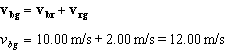 v_bg = v_br + v_rg
v_bg = 10.00 m/s + 2.00 m/s = 12.00 m/s